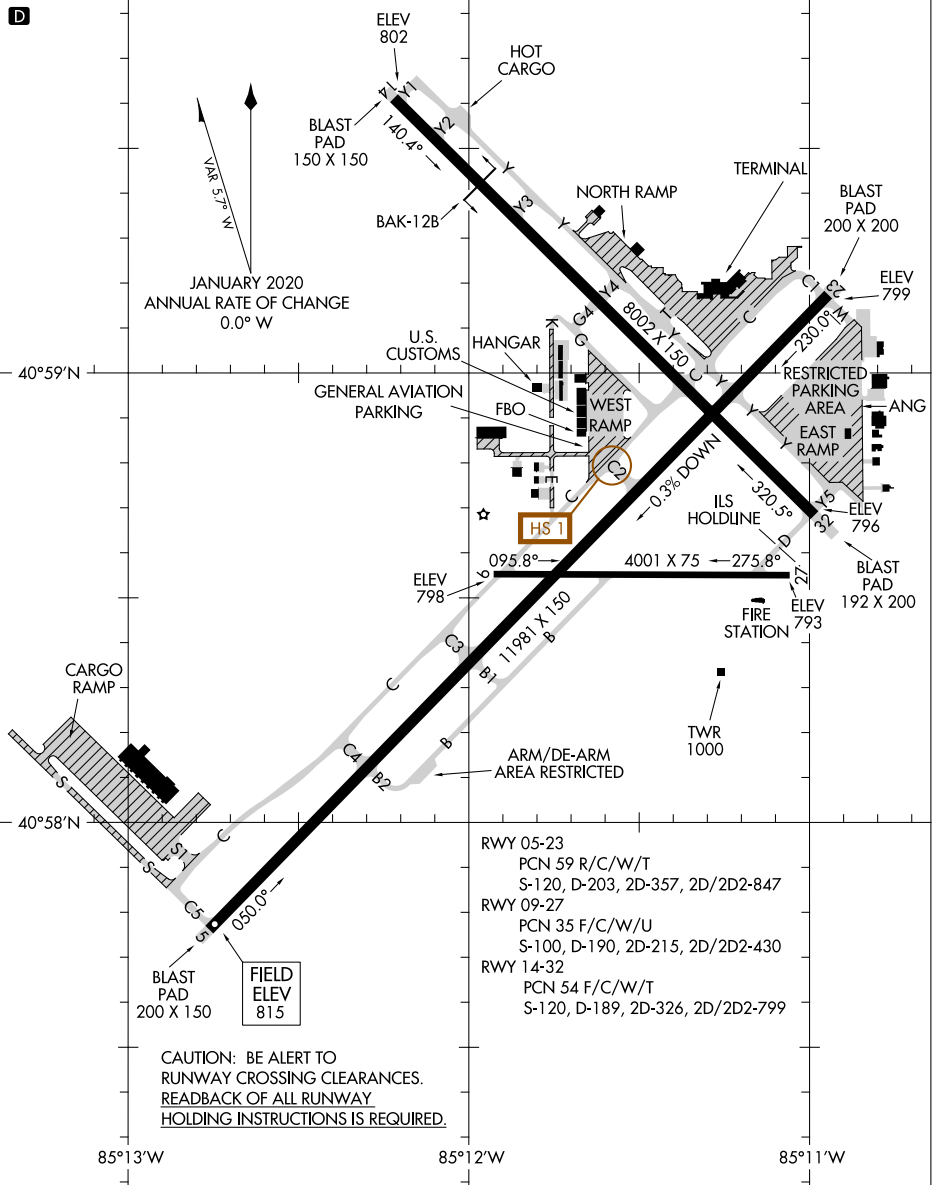 D
ELEV
802
HOT
CARGO
14
Y1
BLAST
PAD
150 X 150
140.4°
Y2
VAR 5.7° W
Y
BAK-12B
Y3
NORTH RAMP
TERMINAL
BLAST
PAD
200 X 200
Y
JANUARY 2020
ANNUAL RATE OF CHANGE
0.0° W
ELEV
799
23
C1
W
Y4
G4
8002 X 150
T
Y
C
C
230.0°
K
G
U.S.
CUSTOMS
HANGAR
40°59'N
Y
RESTRICTED
PARKING
AREA
ANG
GENERAL AVIATION
PARKING
FBO
WEST
RAMP
Y
EAST
RAMP
Y
C2
E
C
0.3% DOWN
320.5°
ILS
HOLDLINE
Y5
ELEV
796
32
HS 1
D
095.8°
4001 X 75
275.8°
9
27
ELEV
798
BLAST
PAD
192 X 200
FIRE
STATION
ELEV
793
11981 X 150
B
C3
B1
CARGO
RAMP
C
TWR
1000
C4
B2
B
ARM/DE-ARM
AREA RESTRICTED
S
40°58'N
C
S1
S
RWY 05-23
PCN 59 R/C/W/T
S-120, D-203, 2D-357, 2D/2D2-847
RWY 09-27
PCN 35 F/C/W/U
S-100, D-190, 2D-215, 2D/2D2-430
RWY 14-32
PCN 54 F/C/W/T
S-120, D-189, 2D-326, 2D/2D2-799
C5
5
050.0°
BLAST
PAD
200 X 150
FIELD
ELEV
815
CAUTION: BE ALERT TO
RUNWAY CROSSING CLEARANCES.
READBACK OF ALL RUNWAY
HOLDING INSTRUCTIONS IS REQUIRED.
85°13'W
85°12'W
85°11'W